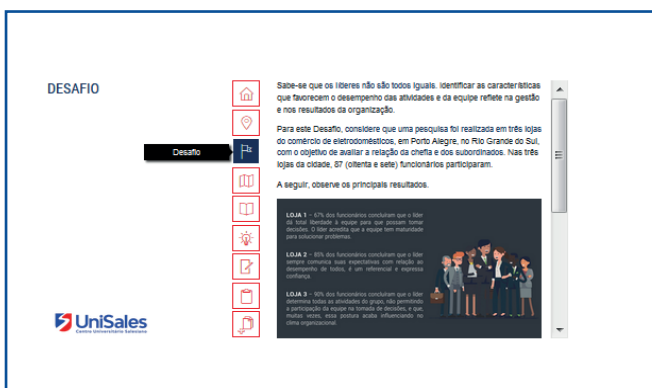 DESAFIO
Desafio
Sabe-se que os líderes não são todos iguais. Identificar as características
que favorecem o desempenho das atividades e da equipe reflete na gestão
e nos resultados da organização.
Para este Desafio, considere que uma pesquisa foi realizada em três lojas
do comércio de eletrodomésticos, em Porto Alegre, no Rio Grande do Sul,
com o objetivo de avaliar a relação da chefia e dos subordinados. Nas três
lojas da cidade, 87 (oitenta e sete) funcionários participaram.
A seguir, observe os principais resultados.
LOJA 1 – 67% dos funcionários concluíram que o líder
dá total liberdade à equipe para que possam tomar
decisões. O líder acredita que a equipe tem maturidade
para solucionar problemas.
LOJA 2 – 85% dos funcionários concluíram que o líder
sempre comunica suas expectativas com relação ao
desempenho de todos, é um referencial e expressa
confiança.
LOJA 3 – 90% dos funcionários concluíram que o líder
determina todas as atividades do grupo, não permitindo
a participação da equipe na tomada de decisões, e que,
muitas vezes, essa postura acaba influenciando no
clima organizacional.
UniSales
Centro Universitário Salesiano